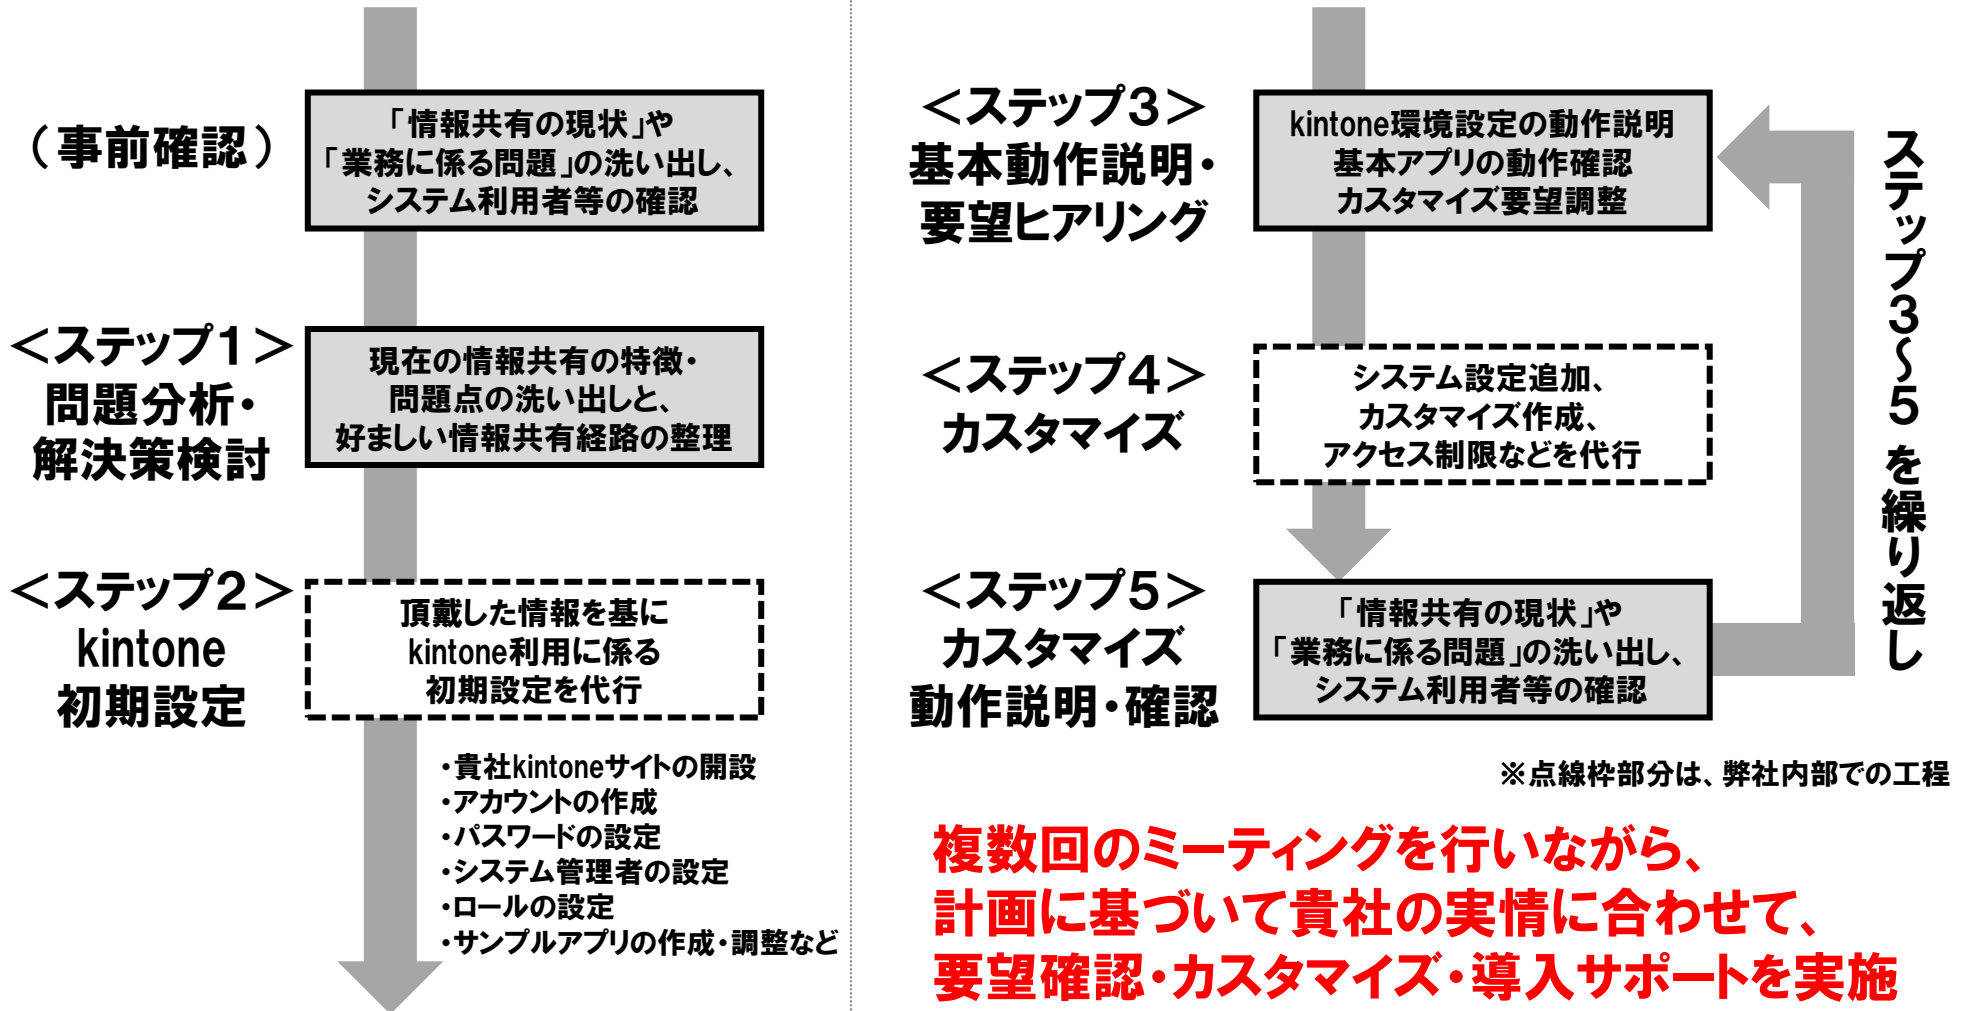 （事前確認）
「情報共有の現状」や
「業務に係る問題」の洗い出し、
システム利用者等の確認
＜ステップ１＞
問題分析・
解決策検討
現在の情報共有の特徴・
問題点の洗い出しと、
好ましい情報共有経路の整理
＜ステップ２＞
kintone
初期設定
頂戴した情報を基に
kintone利用に係る
初期設定を代行
・貴社kintoneサイトの開設
・アカウントの作成
・パスワードの設定
・システム管理者の設定
・ロールの設定
・サンプルアプリの作成・調整など
＜ステップ３＞
基本動作説明・
要望ヒアリング
kintone環境設定の動作説明
基本アプリの動作確認
カスタマイズ要望調整
＜ステップ４＞
カスタマイズ
システム設定追加、
カスタマイズ作成、
アクセス制限などを代行
＜ステップ５＞
カスタマイズ
動作説明・確認
「情報共有の現状」や
「業務に係る問題」の洗い出し、
システム利用者等の確認
ステップ３～５を繰り返し
※点線枠部分は、弊社内部での工程
複数回のミーティングを行いながら、
計画に基づいて貴社の実情に合わせて、
要望確認・カスタマイズ・導入サポートを実施